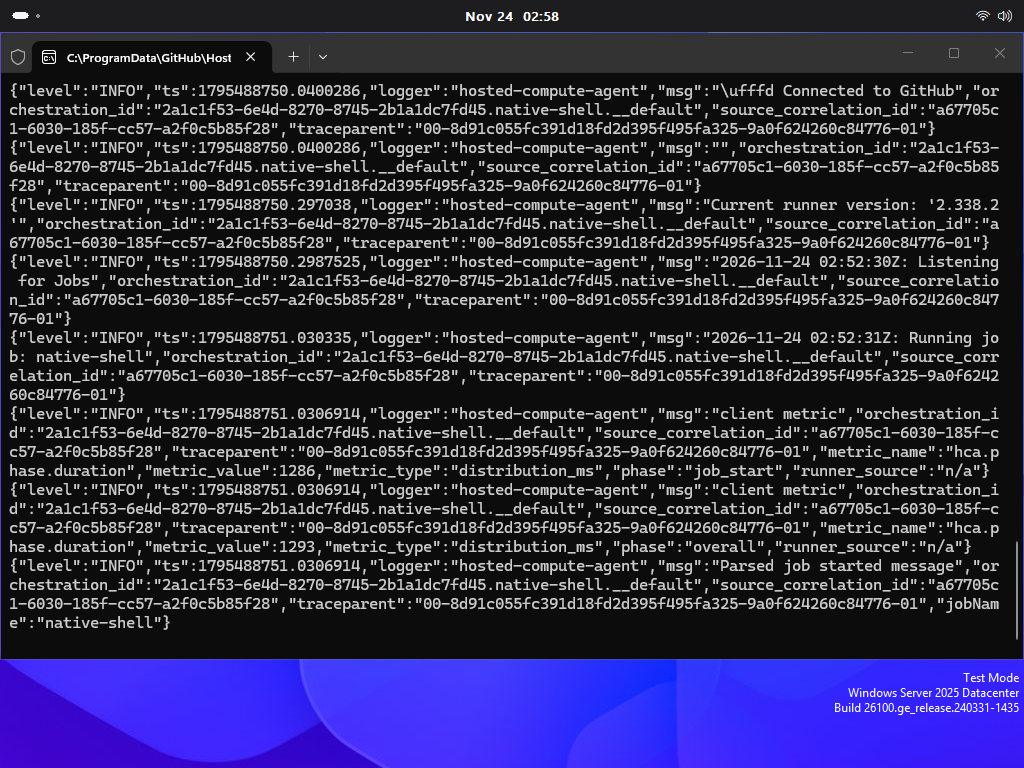 Nov 24  02:58
C:\ProgramData\GitHub\Host
{"level":"INFO","ts":1795488750.0400286,"logger":"hosted-compute-agent","msg":"\ufffd Connected to GitHub","or
chestration_id":"2a1c1f53-6e4d-8270-8745-2b1a1dc7fd45.native-shell.__default","source_correlation_id":"a67705c
1-6030-185f-cc57-a2f0c5b85f28","traceparent":"00-8d91c055fc391d18fd2d395f495fa325-9a0f624260c84776-01"}
{"level":"INFO","ts":1795488750.0400286,"logger":"hosted-compute-agent","msg":"","orchestration_id":"2a1c1f53-
6e4d-8270-8745-2b1a1dc7fd45.native-shell.__default","source_correlation_id":"a67705c1-6030-185f-cc57-a2f0c5b85
f28","traceparent":"00-8d91c055fc391d18fd2d395f495fa325-9a0f624260c84776-01"}
{"level":"INFO","ts":1795488750.297038,"logger":"hosted-compute-agent","msg":"Current runner version: '2.338.2
'","orchestration_id":"2a1c1f53-6e4d-8270-8745-2b1a1dc7fd45.native-shell.__default","source_correlation_id":"a
67705c1-6030-185f-cc57-a2f0c5b85f28","traceparent":"00-8d91c055fc391d18fd2d395f495fa325-9a0f624260c84776-01"}
{"level":"INFO","ts":1795488750.2987525,"logger":"hosted-compute-agent","msg":"2026-11-24 02:52:30Z: Listening
 for Jobs","orchestration_id":"2a1c1f53-6e4d-8270-8745-2b1a1dc7fd45.native-shell.__default","source_correlatio
n_id":"a67705c1-6030-185f-cc57-a2f0c5b85f28","traceparent":"00-8d91c055fc391d18fd2d395f495fa325-9a0f624260c847
76-01"}
{"level":"INFO","ts":1795488751.030335,"logger":"hosted-compute-agent","msg":"2026-11-24 02:52:31Z: Running jo
b: native-shell","orchestration_id":"2a1c1f53-6e4d-8270-8745-2b1a1dc7fd45.native-shell.__default","source_corr
elation_id":"a67705c1-6030-185f-cc57-a2f0c5b85f28","traceparent":"00-8d91c055fc391d18fd2d395f495fa325-9a0f6242
60c84776-01"}
{"level":"INFO","ts":1795488751.0306914,"logger":"hosted-compute-agent","msg":"client metric","orchestration_i
d":"2a1c1f53-6e4d-8270-8745-2b1a1dc7fd45.native-shell.__default","source_correlation_id":"a67705c1-6030-185f-c
c57-a2f0c5b85f28","traceparent":"00-8d91c055fc391d18fd2d395f495fa325-9a0f624260c84776-01","metric_name":"hca.p
hase.duration","metric_value":1286,"metric_type":"distribution_ms","phase":"job_start","runner_source":"n/a"}
{"level":"INFO","ts":1795488751.0306914,"logger":"hosted-compute-agent","msg":"client metric","orchestration_i
d":"2a1c1f53-6e4d-8270-8745-2b1a1dc7fd45.native-shell.__default","source_correlation_id":"a67705c1-6030-185f-c
c57-a2f0c5b85f28","traceparent":"00-8d91c055fc391d18fd2d395f495fa325-9a0f624260c84776-01","metric_name":"hca.p
hase.duration","metric_value":1293,"metric_type":"distribution_ms","phase":"overall","runner_source":"n/a"}
{"level":"INFO","ts":1795488751.0306914,"logger":"hosted-compute-agent","msg":"Parsed job started message","or
chestration_id":"2a1c1f53-6e4d-8270-8745-2b1a1dc7fd45.native-shell.__default","source_correlation_id":"a67705c
1-6030-185f-cc57-a2f0c5b85f28","traceparent":"00-8d91c055fc391d18fd2d395f495fa325-9a0f624260c84776-01","jobNam
e":"native-shell"}
Test Mode
Windows Server 2025 Datacenter
Build 26100.ge_release.240331-1435